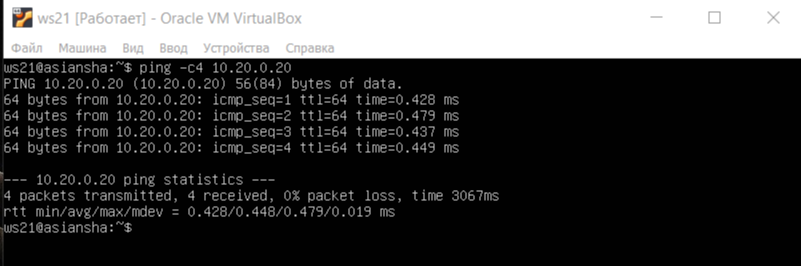 ws21 [Работает] - Oracle VM VirtualBox
Файл Машина Вид Ввод Устройства Справка
ws21@asiansha:~$ ping -c4 10.20.0.20
PING 10.20.0.20 (10.20.0.20) 56(84) bytes of data.
64 bytes from 10.20.0.20: icmp_seq=1 ttl=64 time=0.428 ms
64 bytes from 10.20.0.20: icmp_seq=2 ttl=64 time=0.479 ms
64 bytes from 10.20.0.20: icmp_seq=3 ttl=64 time=0.437 ms
64 bytes from 10.20.0.20: icmp_seq=4 ttl=64 time=0.449 ms
--- 10.20.0.20 ping statistics ---
4 packets transmitted, 4 received, 0% packet loss, time 3067ms
rtt min/avg/max/mdev = 0.428/0.448/0.479/0.019 ms
ws21@asiansha:~$